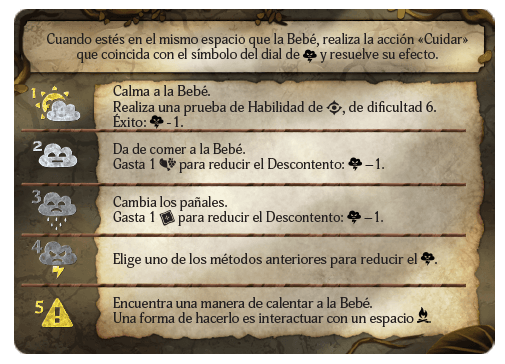 Cuando estés en el mismo espacio que la Bebé, realiza la acción «Cuidar»
que coincida con el símbolo del dial de y resuelve su efecto.
1
Calma a la Bebé.
Realiza una prueba de Habilidad de , de dificultad 6.
Éxito: -1.
2
Da de comer a la Bebé.
Gasta 1 para reducir el Descontento: –1.
3
Cambia los pañales.
Gasta 1 para reducir el Descontento: –1.
4
Elige uno de los métodos anteriores para reducir el .
5
Encuentra una manera de calentar a la Bebé.
Una forma de hacerlo es interactuar con un espacio .